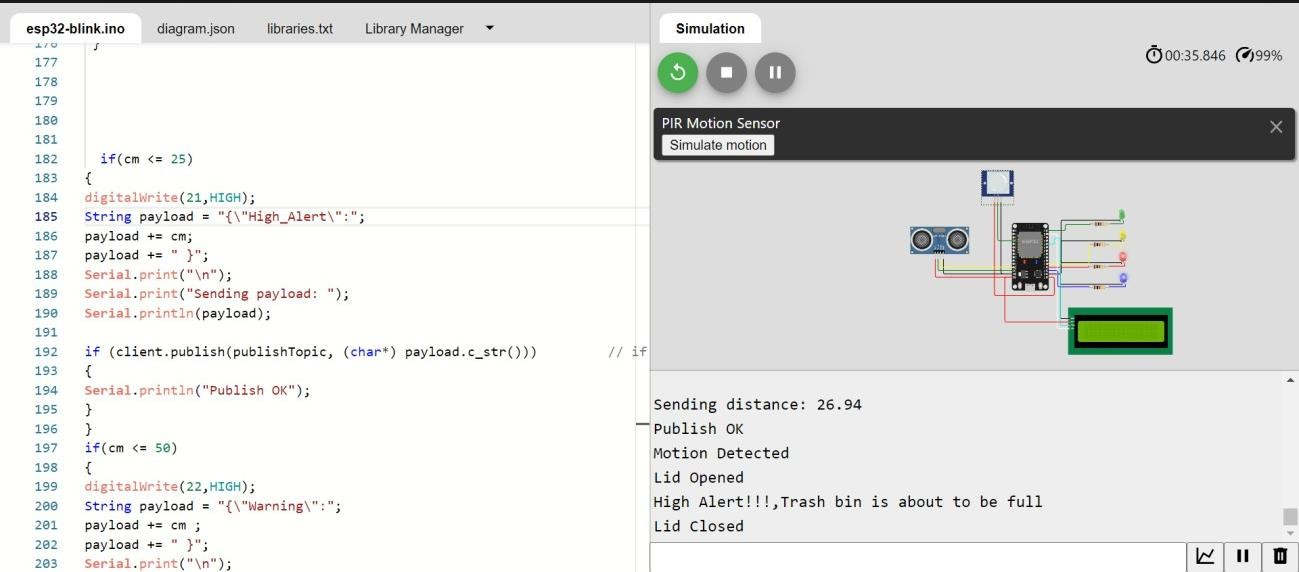 esp32-blink.ino diagram.json libraries.txt Library Manager
176 }
177
178
179
180
181
182 if(cm <= 25)
183 {
184 digitalWrite(21,HIGH);
185 String payload = "{\"High_Alert\":";
186 payload += cm;
187 payload += " }";
188 Serial.print("\n");
189 Serial.print("Sending payload: ");
190 Serial.println(payload);
191
192 if (client.publish(publishTopic, (char*) payload.c_str())) // if
193 {
194 Serial.println("Publish OK");
195 }
196 }
197 if(cm <= 50)
198 {
199 digitalWrite(22,HIGH);
200 String payload = "{\"Warning\":";
201 payload += cm ;
202 payload += " }";
203 Serial.print("\n");
Simulation
00:35.846 99%
PIR Motion Sensor
Simulate motion
Sending distance: 26.94
Publish OK
Motion Detected
Lid Opened
High Alert!!!,Trash bin is about to be full
Lid Closed